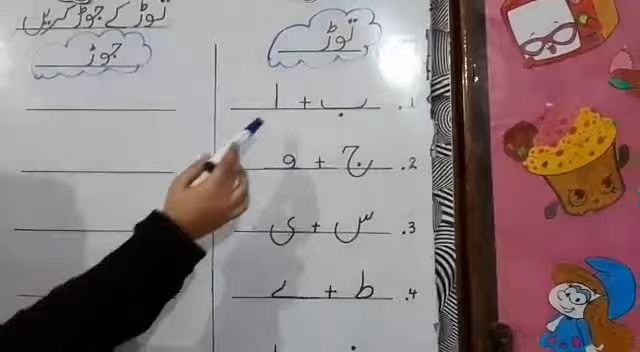 توڑ کے جوڑ کریں
توڑ
جوڑ
1. ب + ا
2. ج + و
3. س + ی
4. ط + ے